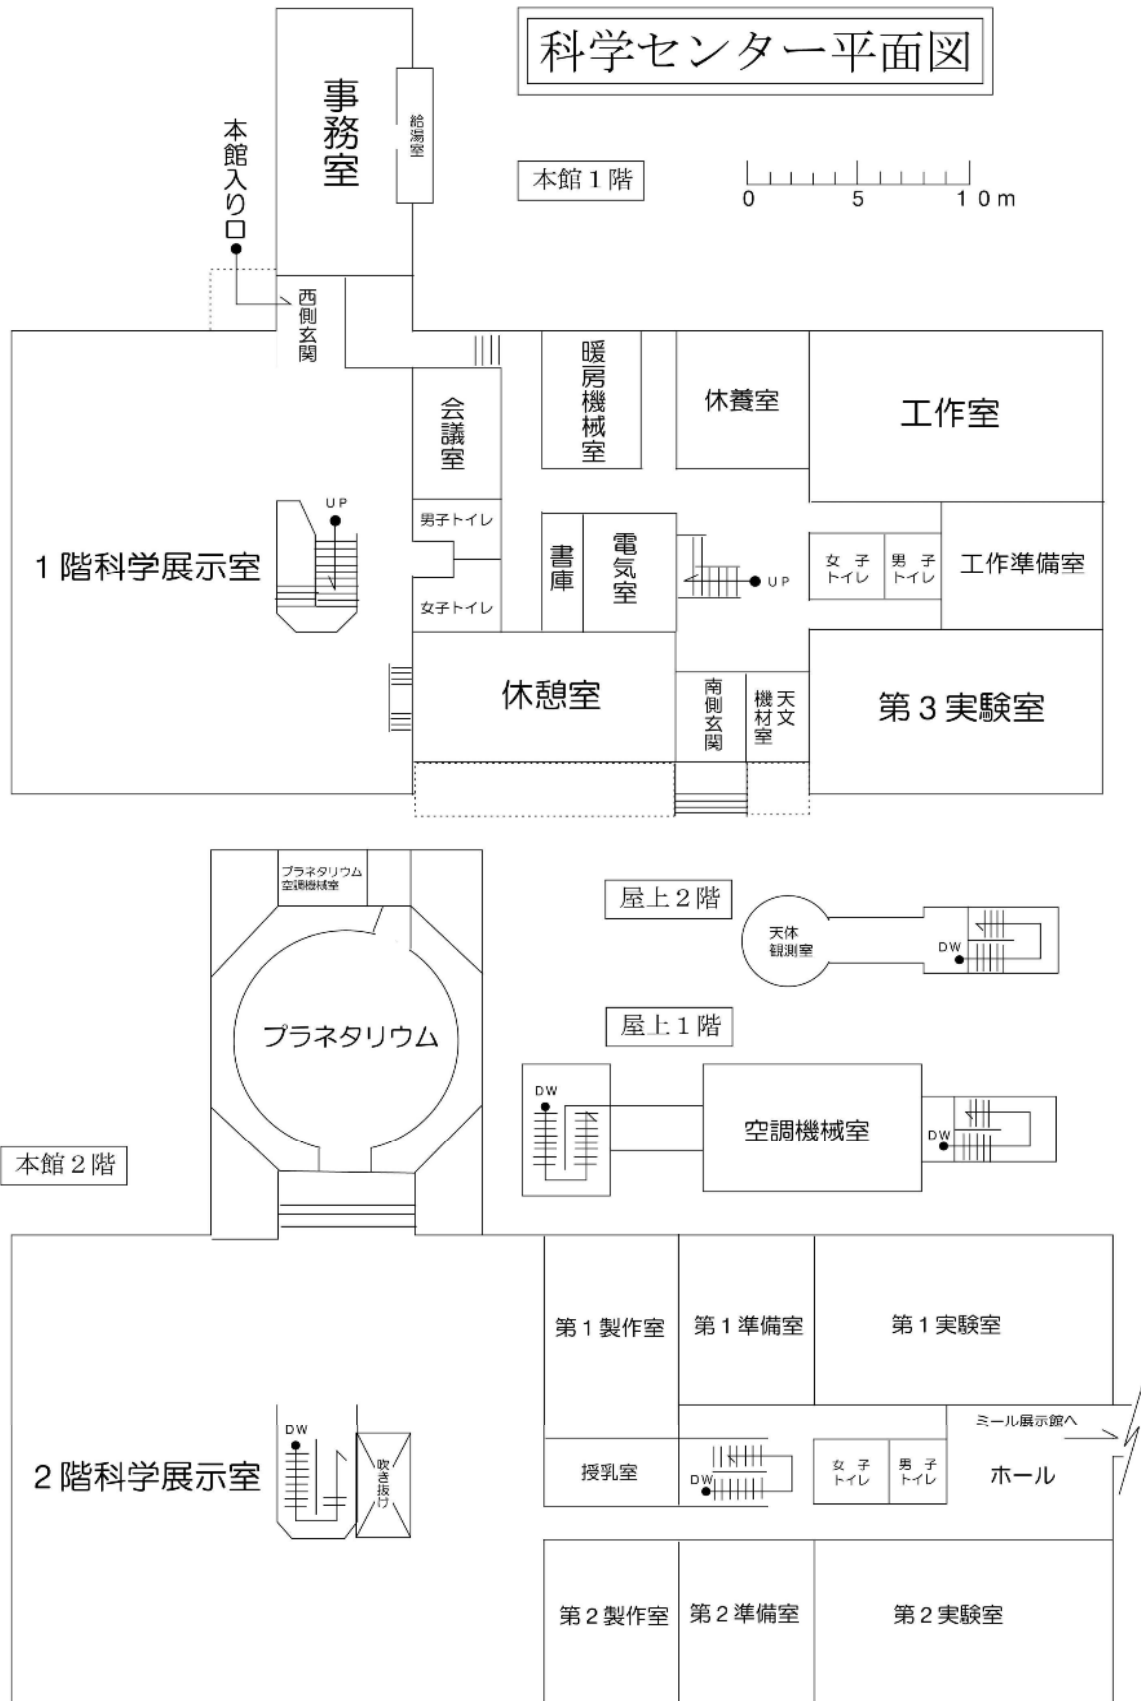 科学センター平面図
本館１階
0 5 10m
事務室
給湯室
本館入り口
西側玄関
暖房機械室
休養室
工作室
会議室
UP
男子トイレ
1階科学展示室
書庫
電気室
UP
女子
トイレ
男子
トイレ
工作準備室
女子トイレ
休憩室
南側玄関
天文
機材室
第3実験室
プラネタリウム
空調機械室
プラネタリウム
屋上２階
天体
観測室
DW
屋上１階
DW
空調機械室
DW
本館２階
第1製作室
第1準備室
第1実験室
ミール展示館へ
DW
2階科学展示室
吹き抜け
授乳室
DW
女子
トイレ
男子
トイレ
ホール
第2製作室
第2準備室
第2実験室